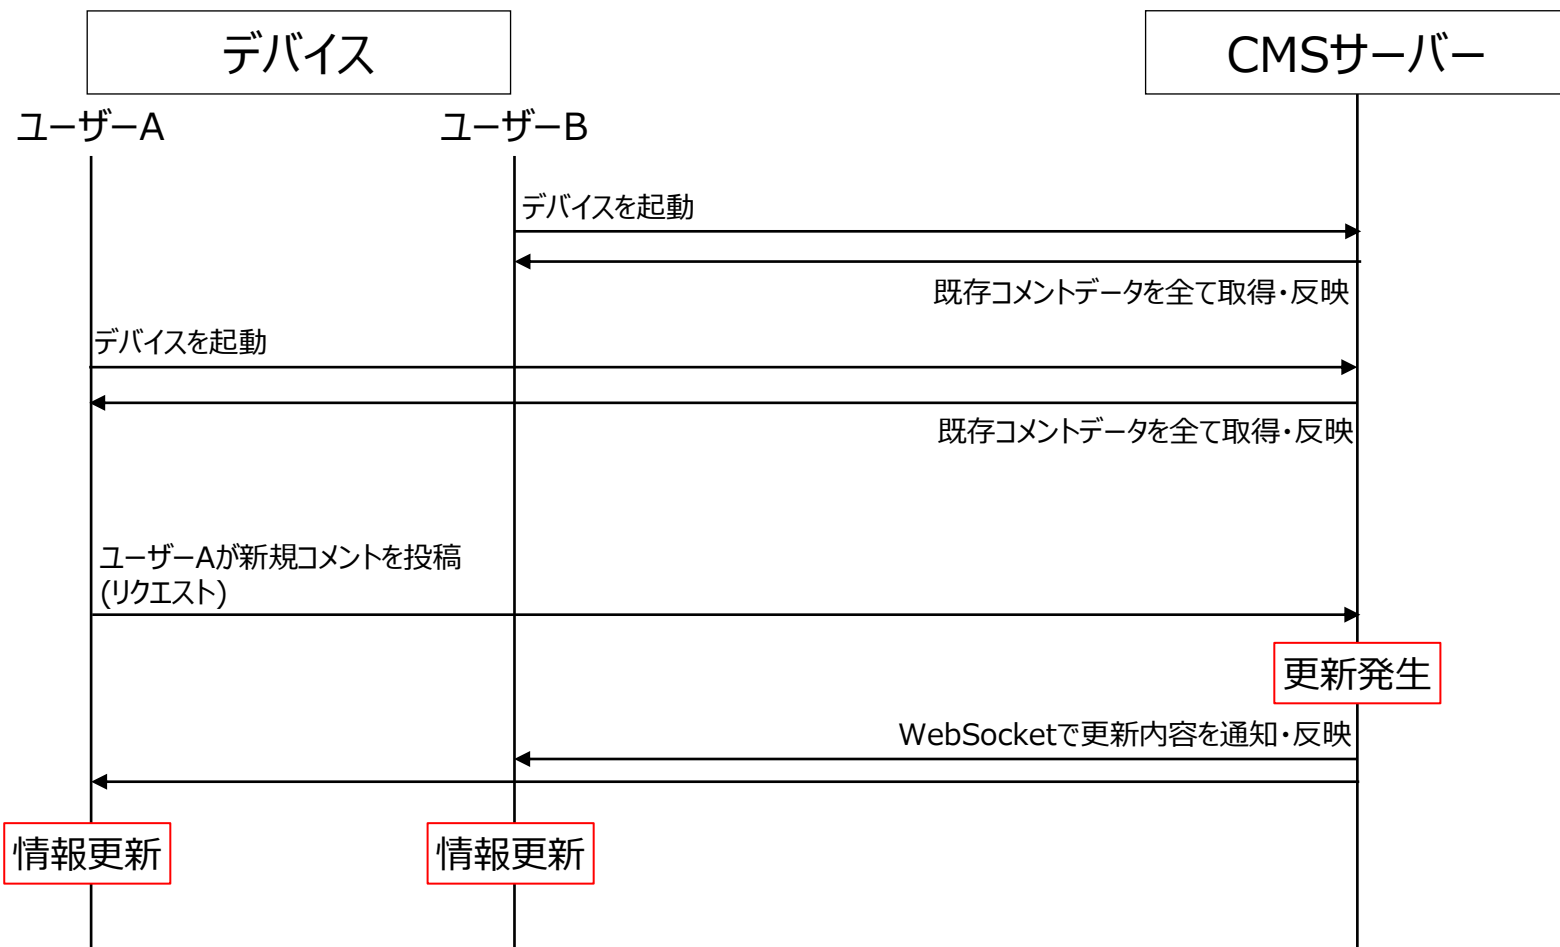 デバイス
CMSサーバー
ユーザーA
ユーザーB
デバイスを起動
既存コメントデータを全て取得・反映
デバイスを起動
既存コメントデータを全て取得・反映
ユーザーAが新規コメントを投稿
(リクエスト)
更新発生
WebSocketで更新内容を通知・反映
情報更新
情報更新